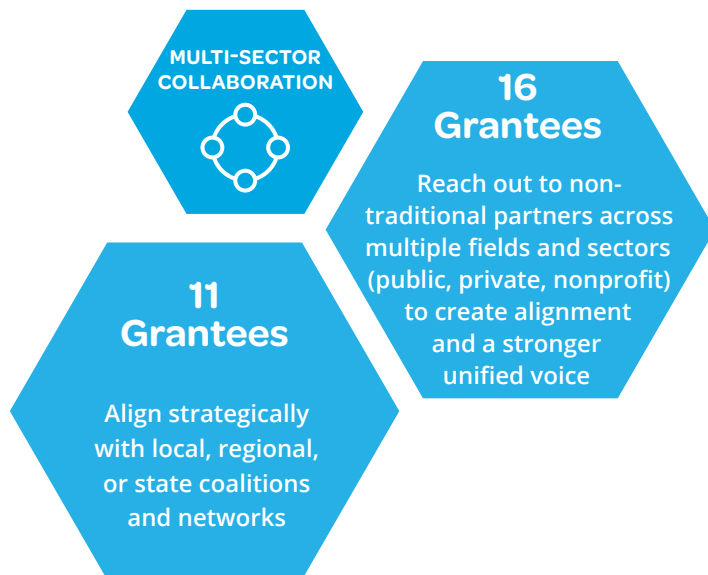 MULTI-SECTOR
COLLABORATION
16
Grantees
Reach out to non-
traditional partners across
multiple fields and sectors
(public, private, nonprofit)
to create alignment
and a stronger
unified voice
11
Grantees
Align strategically
with local, regional,
or state coalitions
and networks